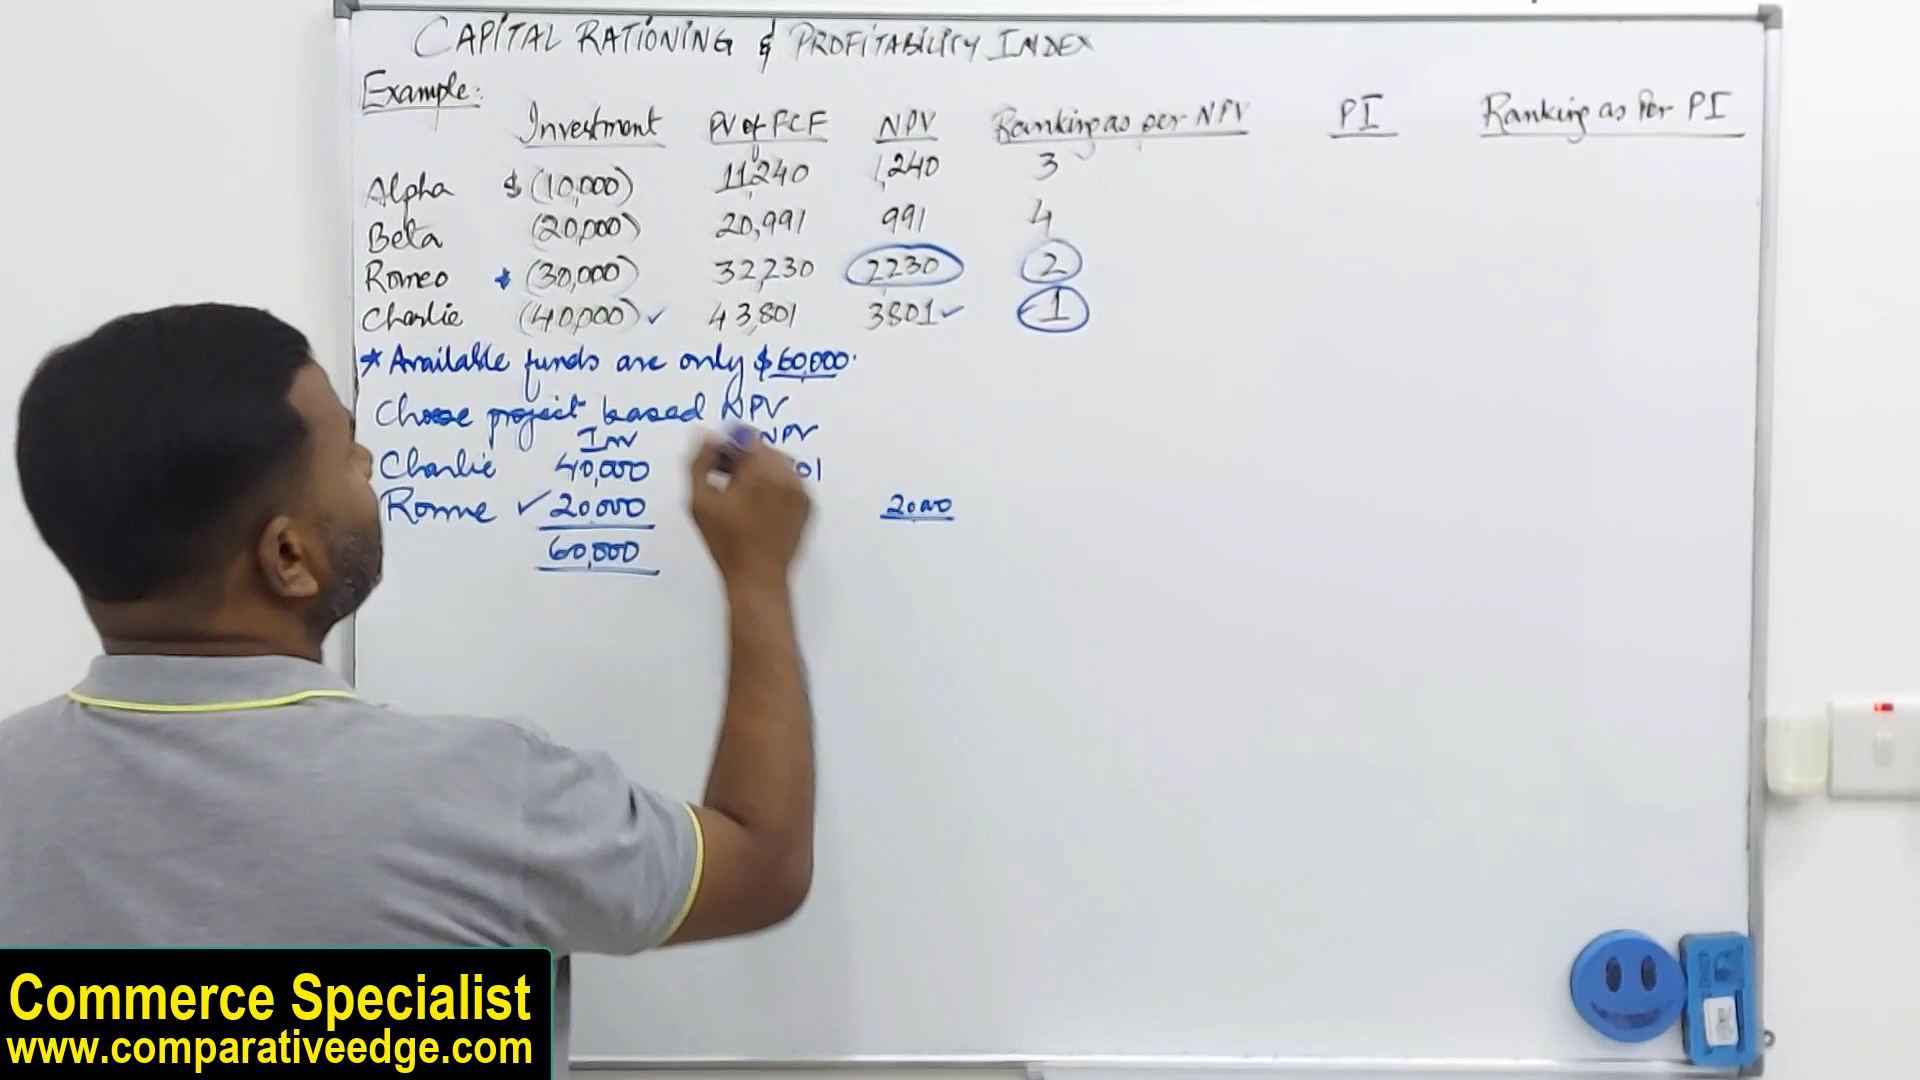 CAPITAL RATIONING & PROFITABILITY INDEX
Example:
Investment PV of FCF NPV Ranking as per NPV PI Ranking as Per PI
Alpha $ (10,000) 11,240 1,240 3
Beta (20,000) 20,991 991 4
Romeo (30,000) 32,230 2230 2
Charlie (40,000) ✓ 43,801 3801 ✓ 1
* Available funds are only $ 60,000.
Choose project based NPV
Inv NPV
Charlie 40,000 01
✓ 20,000 2000
60,000
Commerce Specialist
www.comparativeedge.com